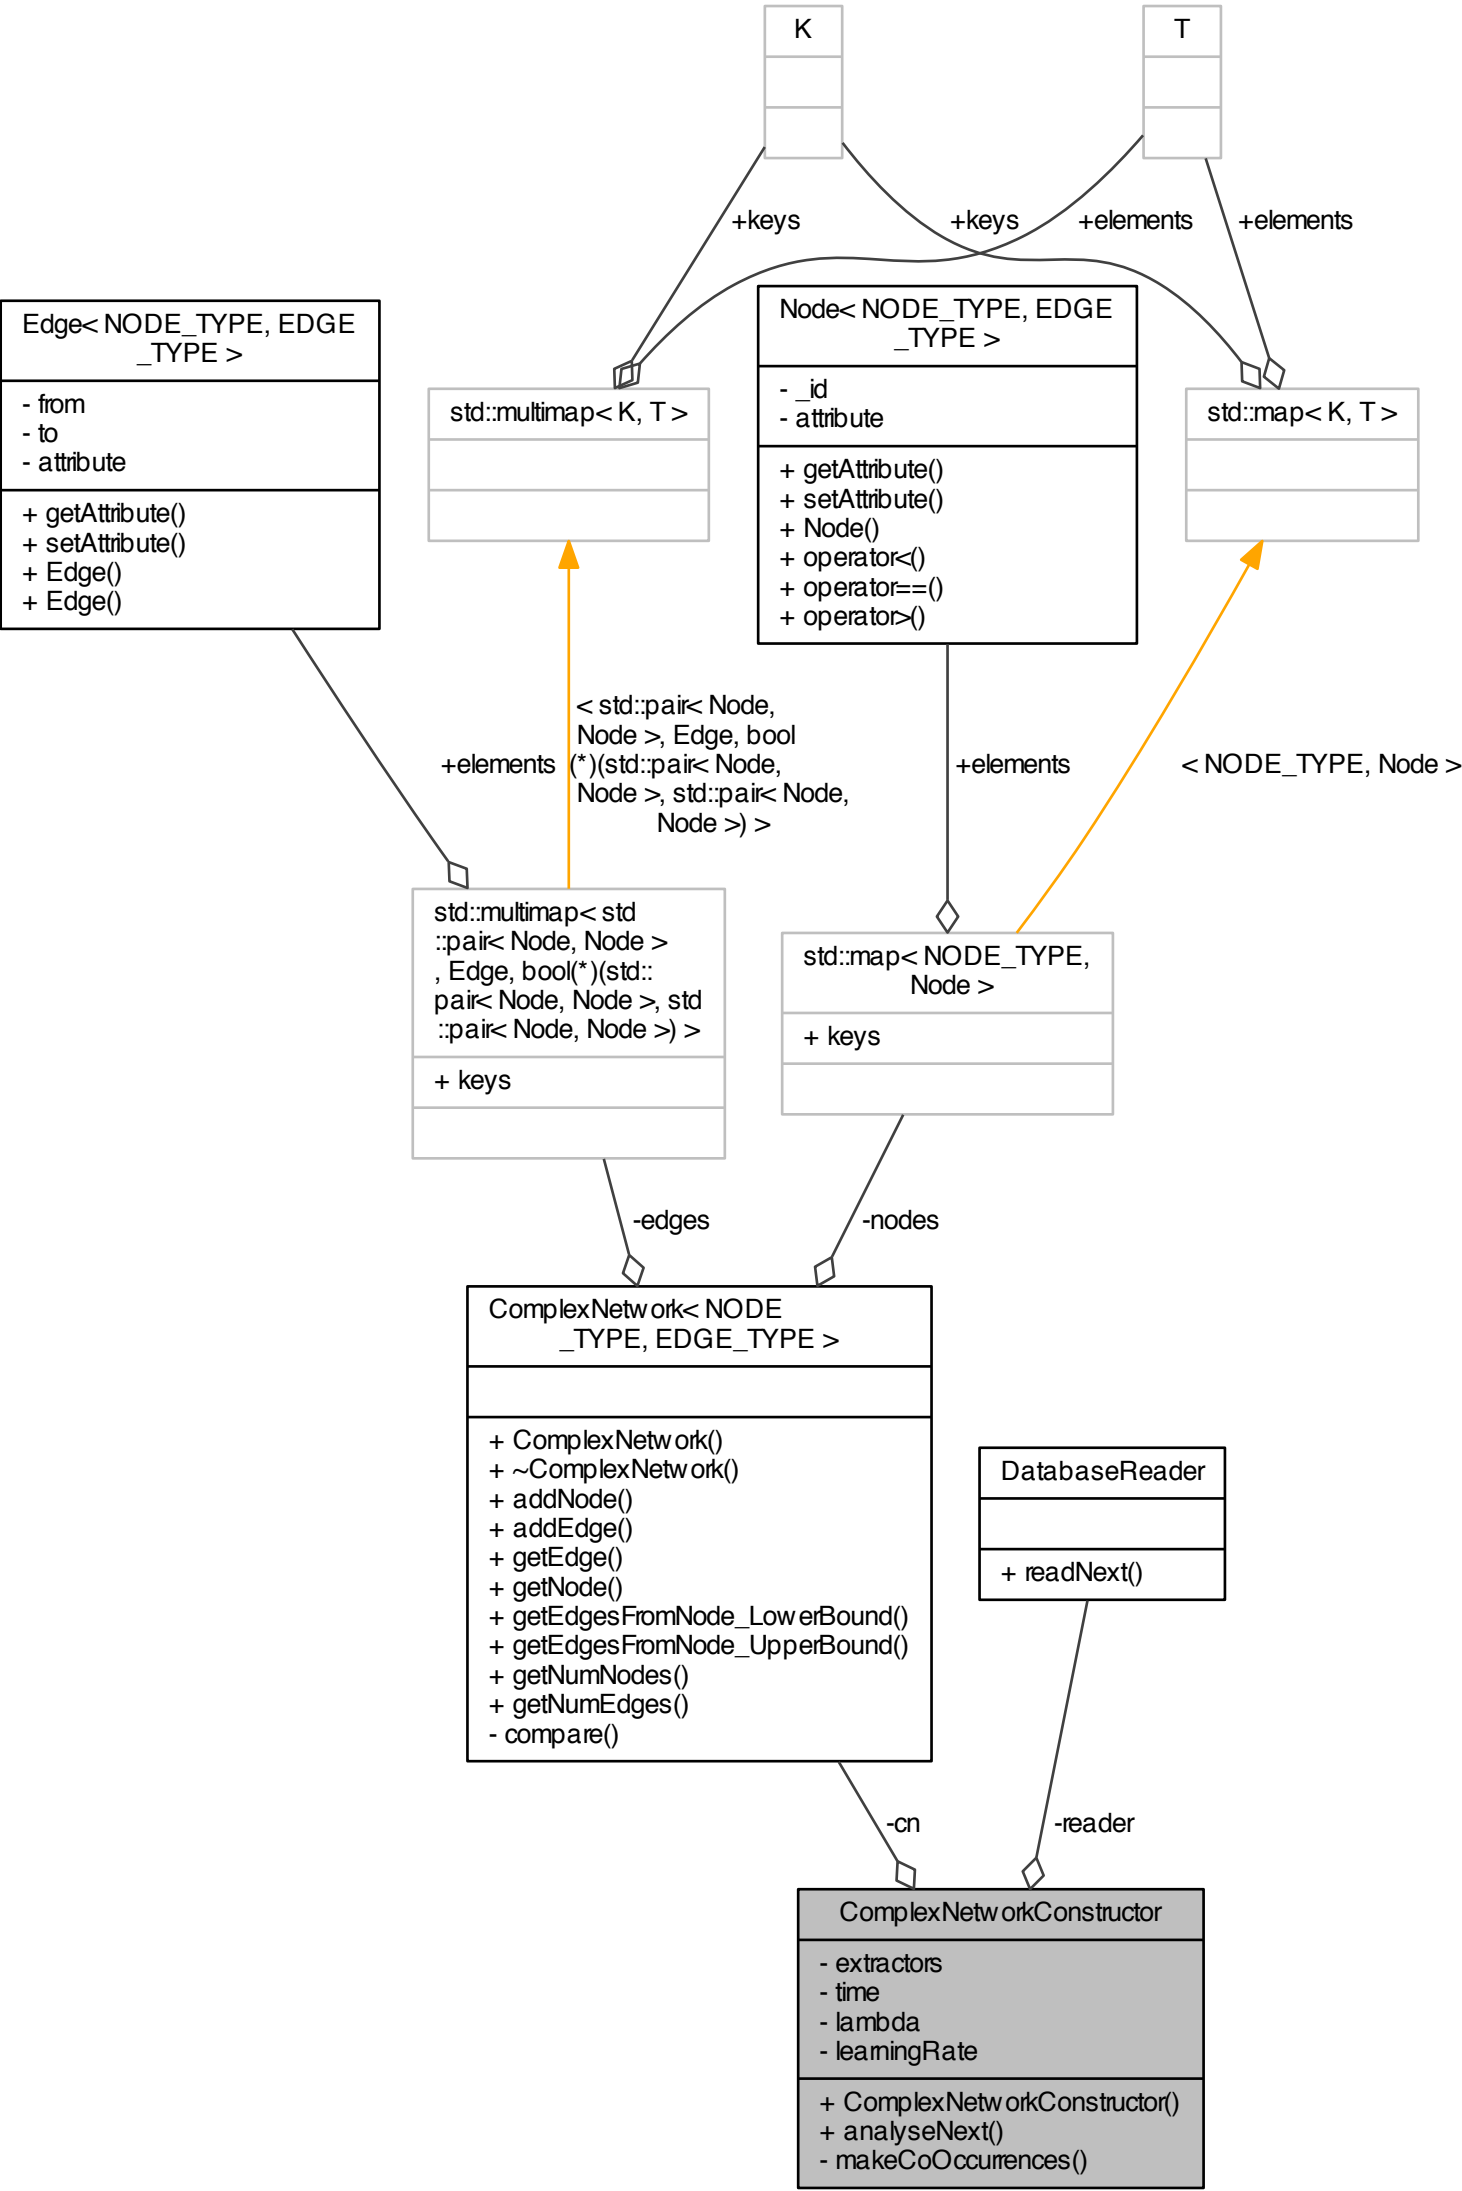 K
T
+keys
+keys
+elements
+elements
Edge< NODE_TYPE, EDGE
_TYPE >
- from
- to
- attribute
+ getAttribute()
+ setAttribute()
+ Edge()
+ Edge()
std::multimap< K, T >
Node< NODE_TYPE, EDGE
_TYPE >
- _id
- attribute
+ getAttribute()
+ setAttribute()
+ Node()
+ operator<()
+ operator==()
+ operator>()
std::map< K, T >
+elements
< std::pair< Node,
Node >, Edge, bool
(*)(std::pair< Node,
Node >, std::pair< Node,
Node >) >
+elements
< NODE_TYPE, Node >
std::multimap< std
::pair< Node, Node >
, Edge, bool(*)(std::
pair< Node, Node >, std
::pair< Node, Node >) >
+ keys
std::map< NODE_TYPE,
Node >
+ keys
-edges
-nodes
ComplexNetwork< NODE
_TYPE, EDGE_TYPE >
+ ComplexNetwork()
+ ~ComplexNetwork()
+ addNode()
+ addEdge()
+ getEdge()
+ getNode()
+ getEdgesFromNode_LowerBound()
+ getEdgesFromNode_UpperBound()
+ getNumNodes()
+ getNumEdges()
- compare()
DatabaseReader
+ readNext()
-cn
-reader
ComplexNetworkConstructor
- extractors
- time
- lambda
- learningRate
+ ComplexNetworkConstructor()
+ analyseNext()
- makeCoOccurrences()